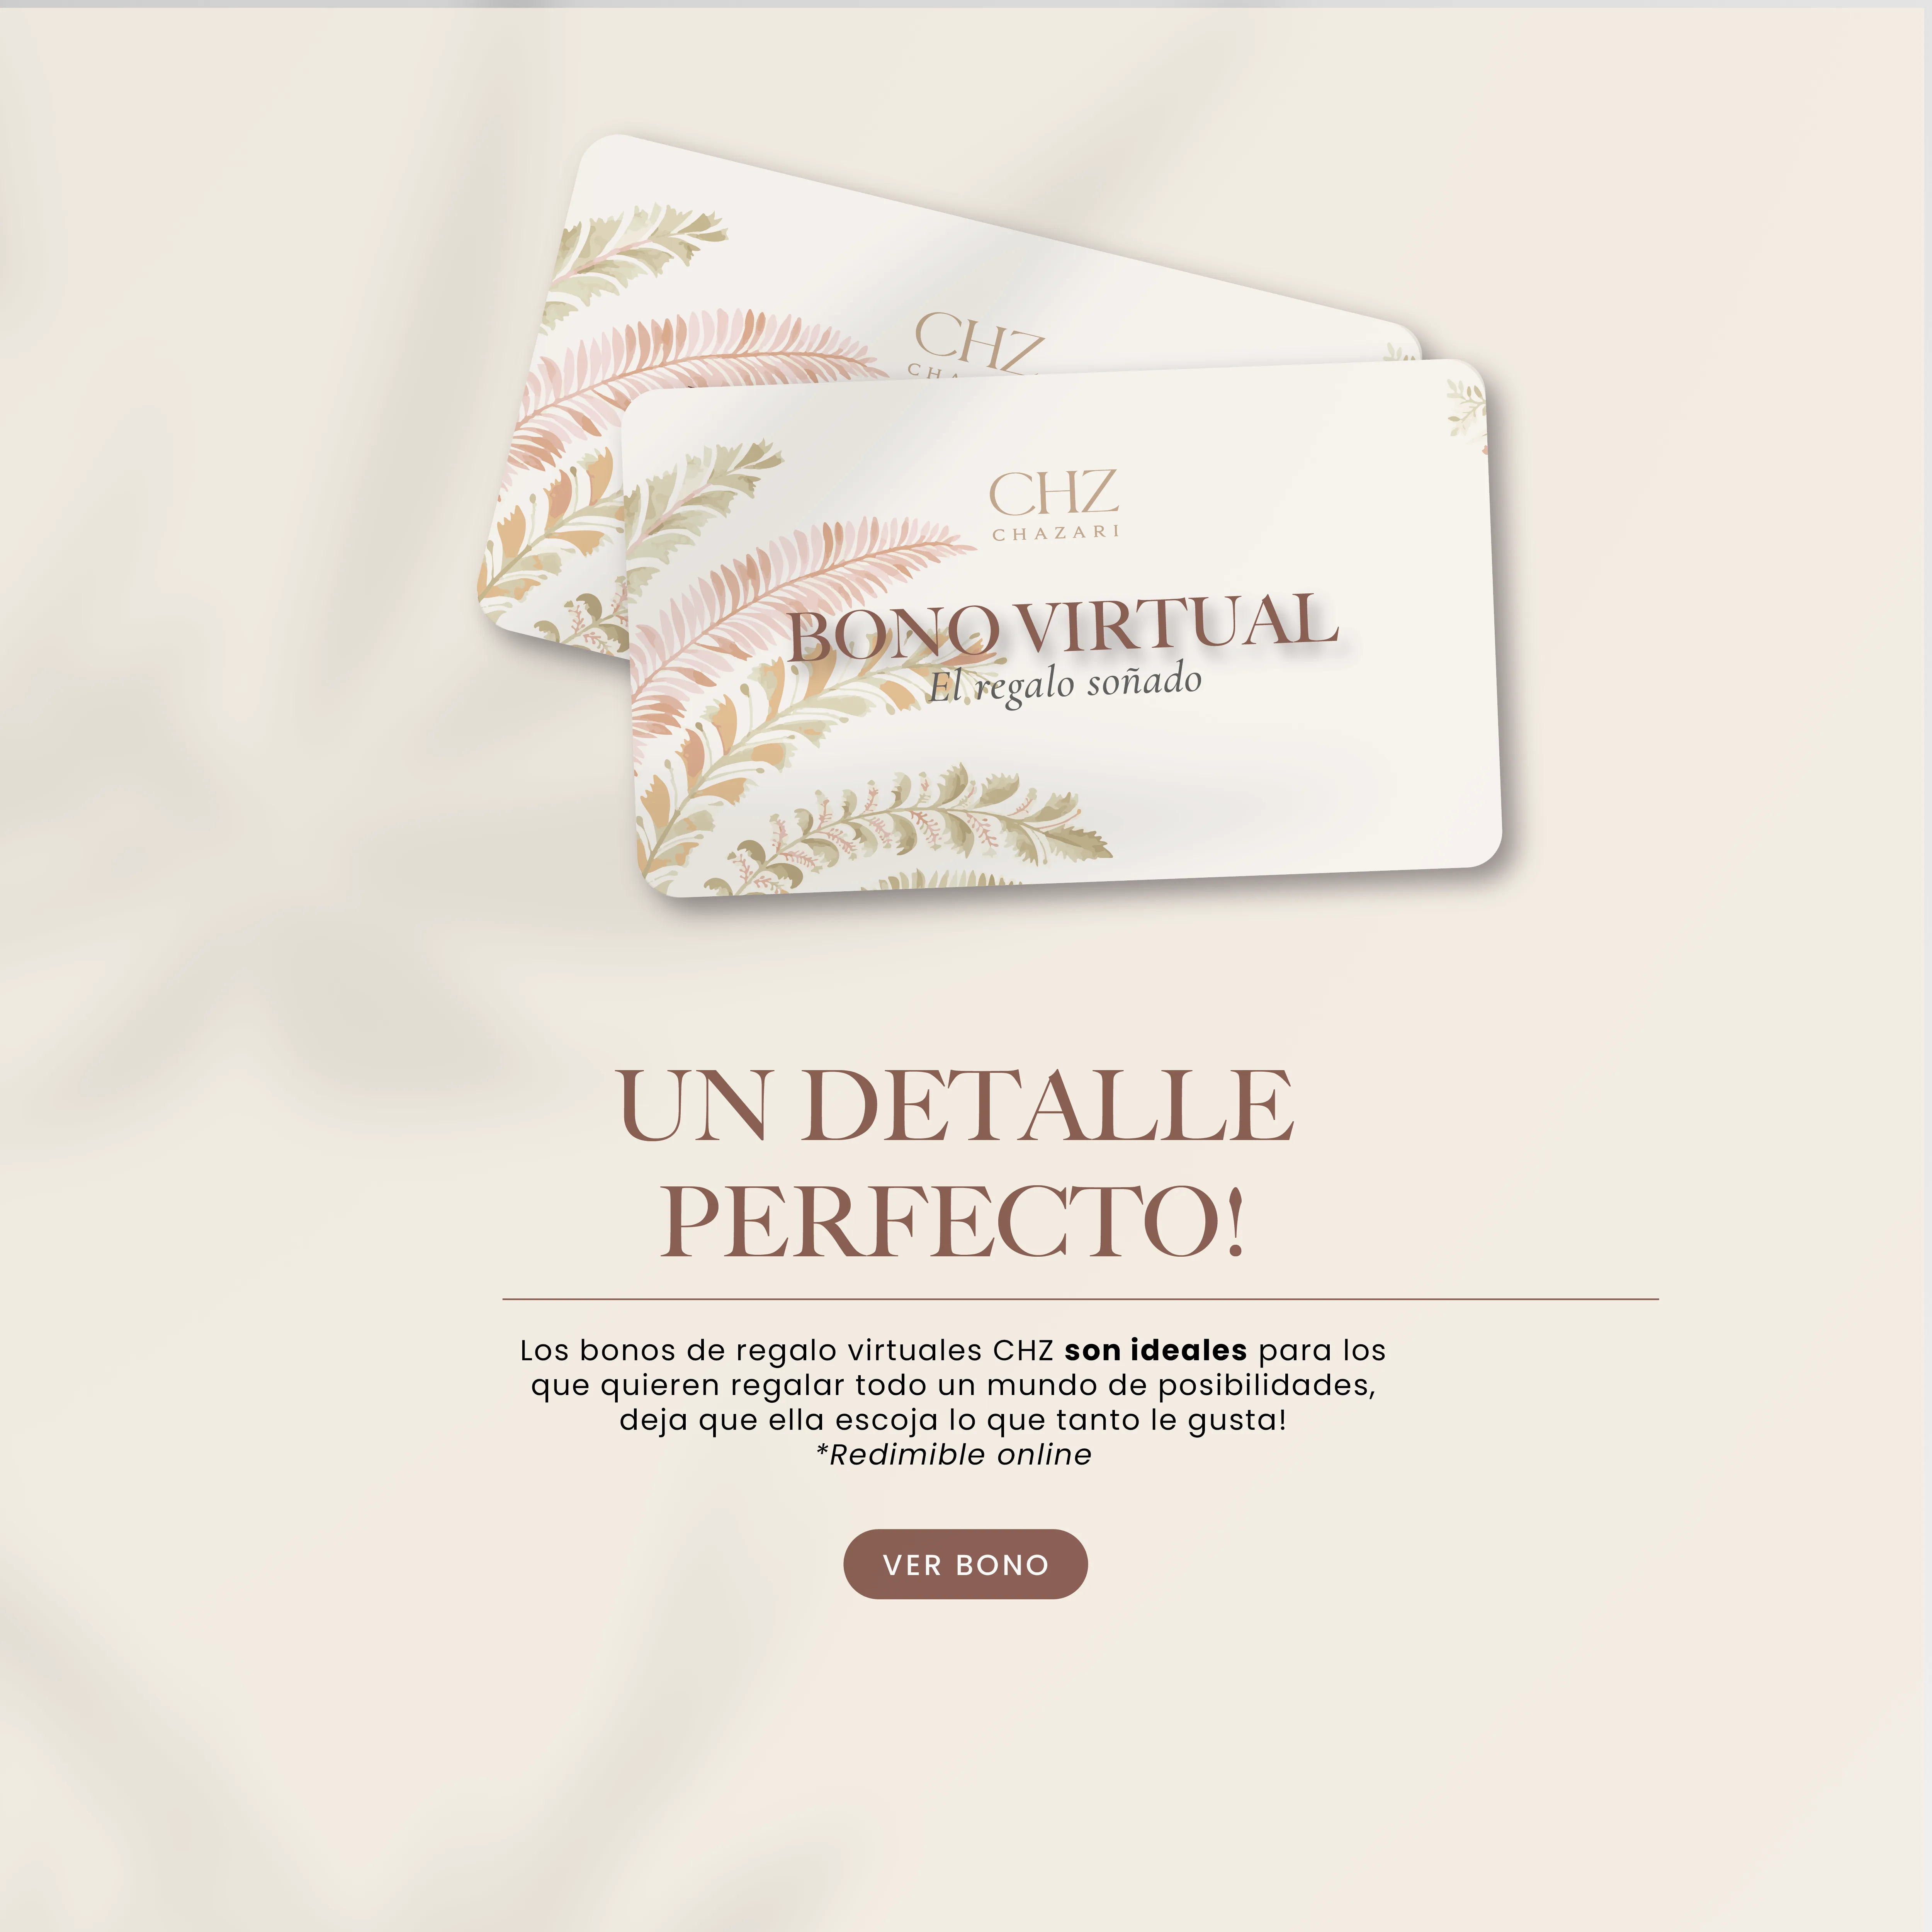 CHZ
CHZ
CHAZARI
BONO VIRTUAL
El regalo soñado
UN DETALLE
PERFECTO!
Los bonos de regalo virtuales CHZ son ideales para los
que quieren regalar todo un mundo de posibilidades,
deja que ella escoja lo que tanto le gusta!
*Redimible online
VER BONO